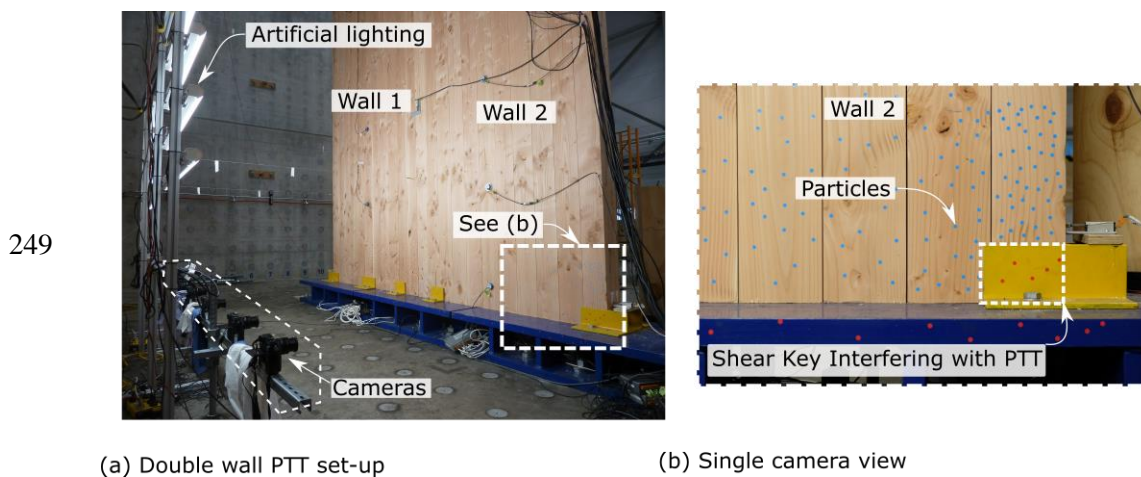 Artificial lighting
Wall 1
Wall 2
Wall 2
Particles
See (b)
249
Shear Key Interfering with PTT
Cameras
(a) Double wall PTT set-up
(b) Single camera view